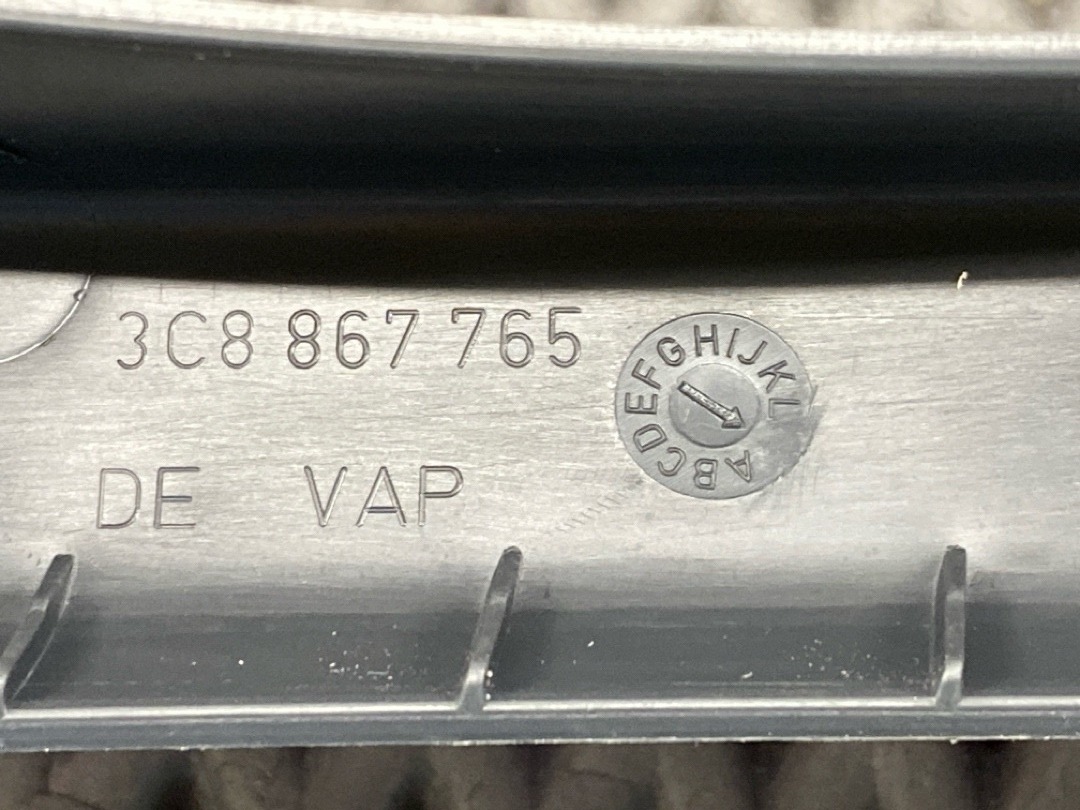 3C8 867 765
ABCDEFGHIJKL
DE VAP